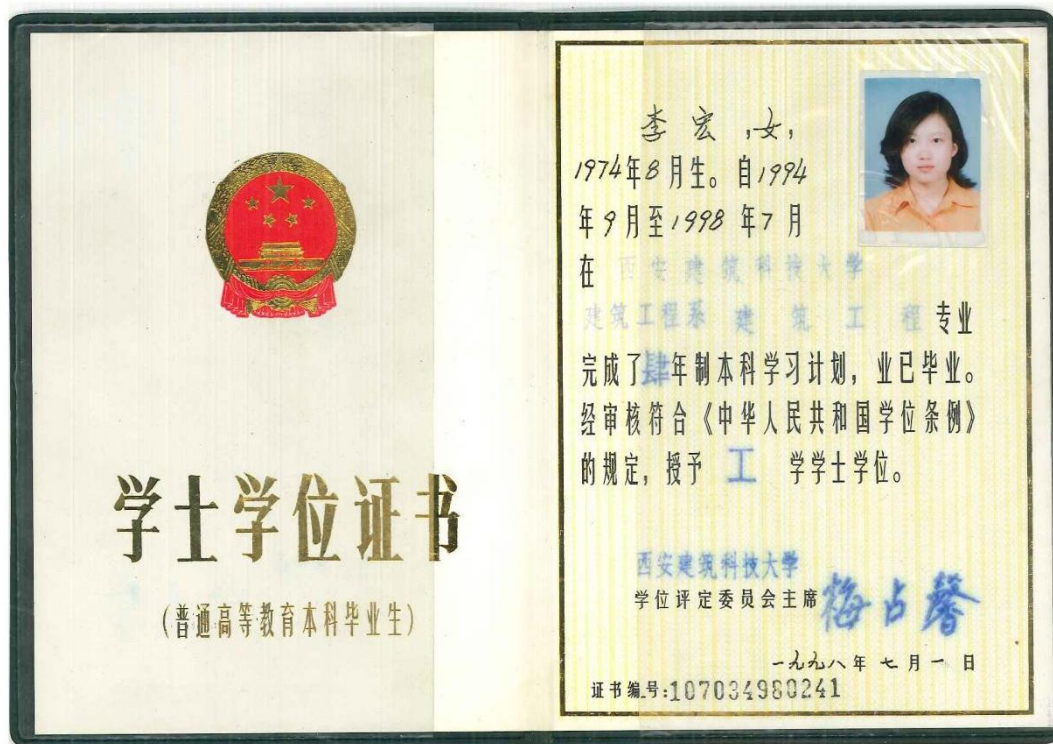 学士学位证书
(普通高等教育本科毕业生)
李宏,女,
1974年8月生。自1994
年9月至1998年7月
在 西安建筑科技大学
建筑工程系 建筑工程 专业
完成了肆年制本科学习计划，业已毕业。
经审核符合《中华人民共和国学位条例》
的规定，授予 工 学学士学位。
西安建筑科技大学
学位评定委员会主席 梅占馨
一九九八年七月一日
证书编号:107034980241